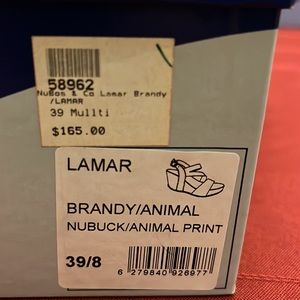 58962
NuBos & Co Lamar Brandy
/LAMAR
39 Mullti
$165.00
LAMAR
BRANDY/ANIMAL
NUBUCK/ANIMAL PRINT
39/8
6 279840 926977